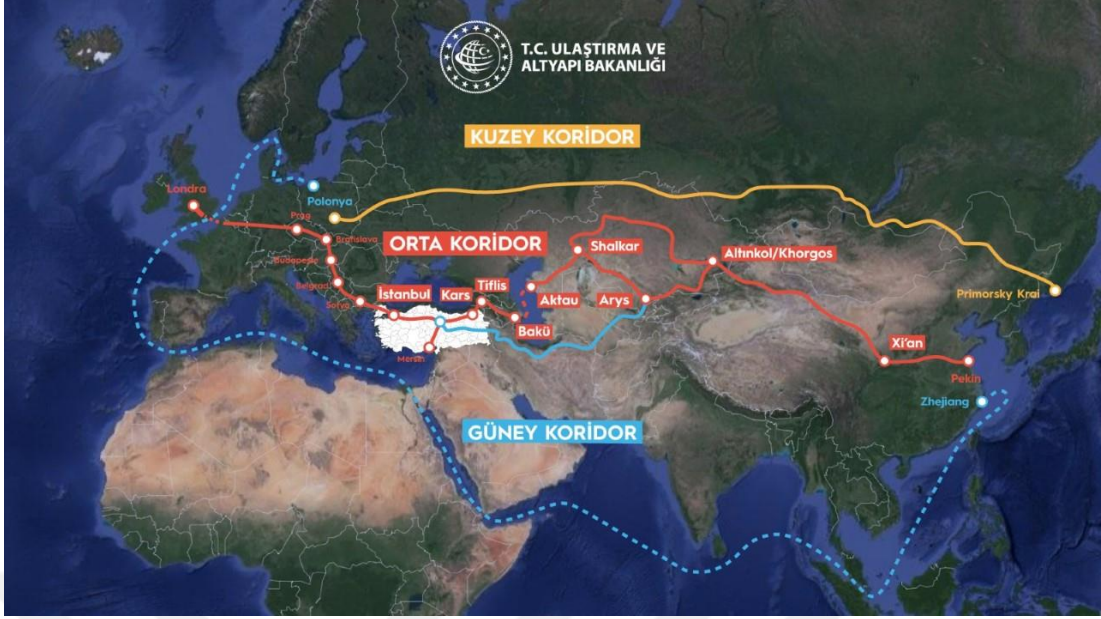 T.C. ULAŞTIRMA VE
ALTYAPI BAKANLIĞI
KUZEY KORİDOR
Londra
Polonya
Prag
Bratislava
ORTA KORİDOR
Shalkar
Altınkol/Khorgos
Budapeşte
Belgrad
Sofya
İstanbul
Kars
Tiflis
Aktau
Arys
Primorsky Krai
Bakü
Mersin
Xi'an
Pekin
Zhejiang
GÜNEY KORİDOR